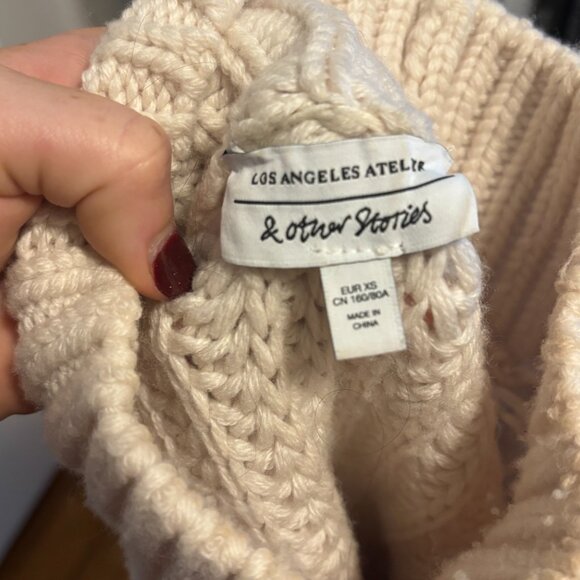 LOS ANGELES ATELIER
& other Stories
EUR XS
CN 160/80A
MADE IN
CHINA